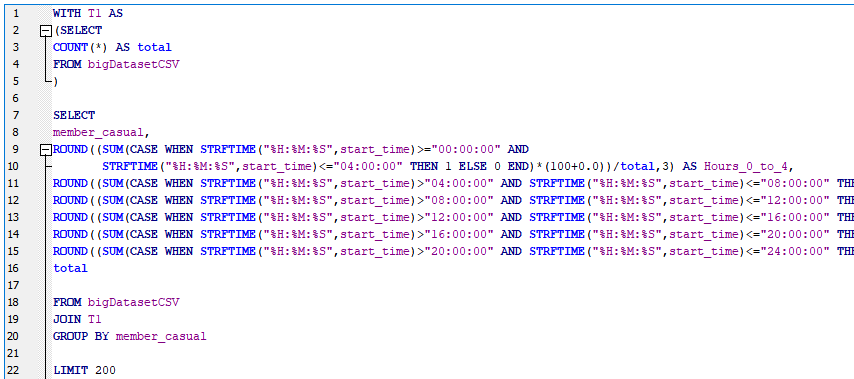 1 WITH T1 AS
2 (SELECT
3 COUNT(*) AS total
4 FROM bigDatasetCSV
5 )
6
7 SELECT
8 member_casual,
9 ROUND((SUM(CASE WHEN STRFTIME("%H:%M:%S",start_time)>="00:00:00" AND
10 STRFTIME("%H:%M:%S",start_time)<="04:00:00" THEN 1 ELSE 0 END)*(100+0.0))/total,3) AS Hours_0_to_4,
11 ROUND((SUM(CASE WHEN STRFTIME("%H:%M:%S",start_time)>"04:00:00" AND STRFTIME("%H:%M:%S",start_time)<="08:00:00" THE
12 ROUND((SUM(CASE WHEN STRFTIME("%H:%M:%S",start_time)>"08:00:00" AND STRFTIME("%H:%M:%S",start_time)<="12:00:00" THE
13 ROUND((SUM(CASE WHEN STRFTIME("%H:%M:%S",start_time)>"12:00:00" AND STRFTIME("%H:%M:%S",start_time)<="16:00:00" THE
14 ROUND((SUM(CASE WHEN STRFTIME("%H:%M:%S",start_time)>"16:00:00" AND STRFTIME("%H:%M:%S",start_time)<="20:00:00" THE
15 ROUND((SUM(CASE WHEN STRFTIME("%H:%M:%S",start_time)>"20:00:00" AND STRFTIME("%H:%M:%S",start_time)<="24:00:00" THE
16 total
17
18 FROM bigDatasetCSV
19 JOIN T1
20 GROUP BY member_casual
21
22 LIMIT 200